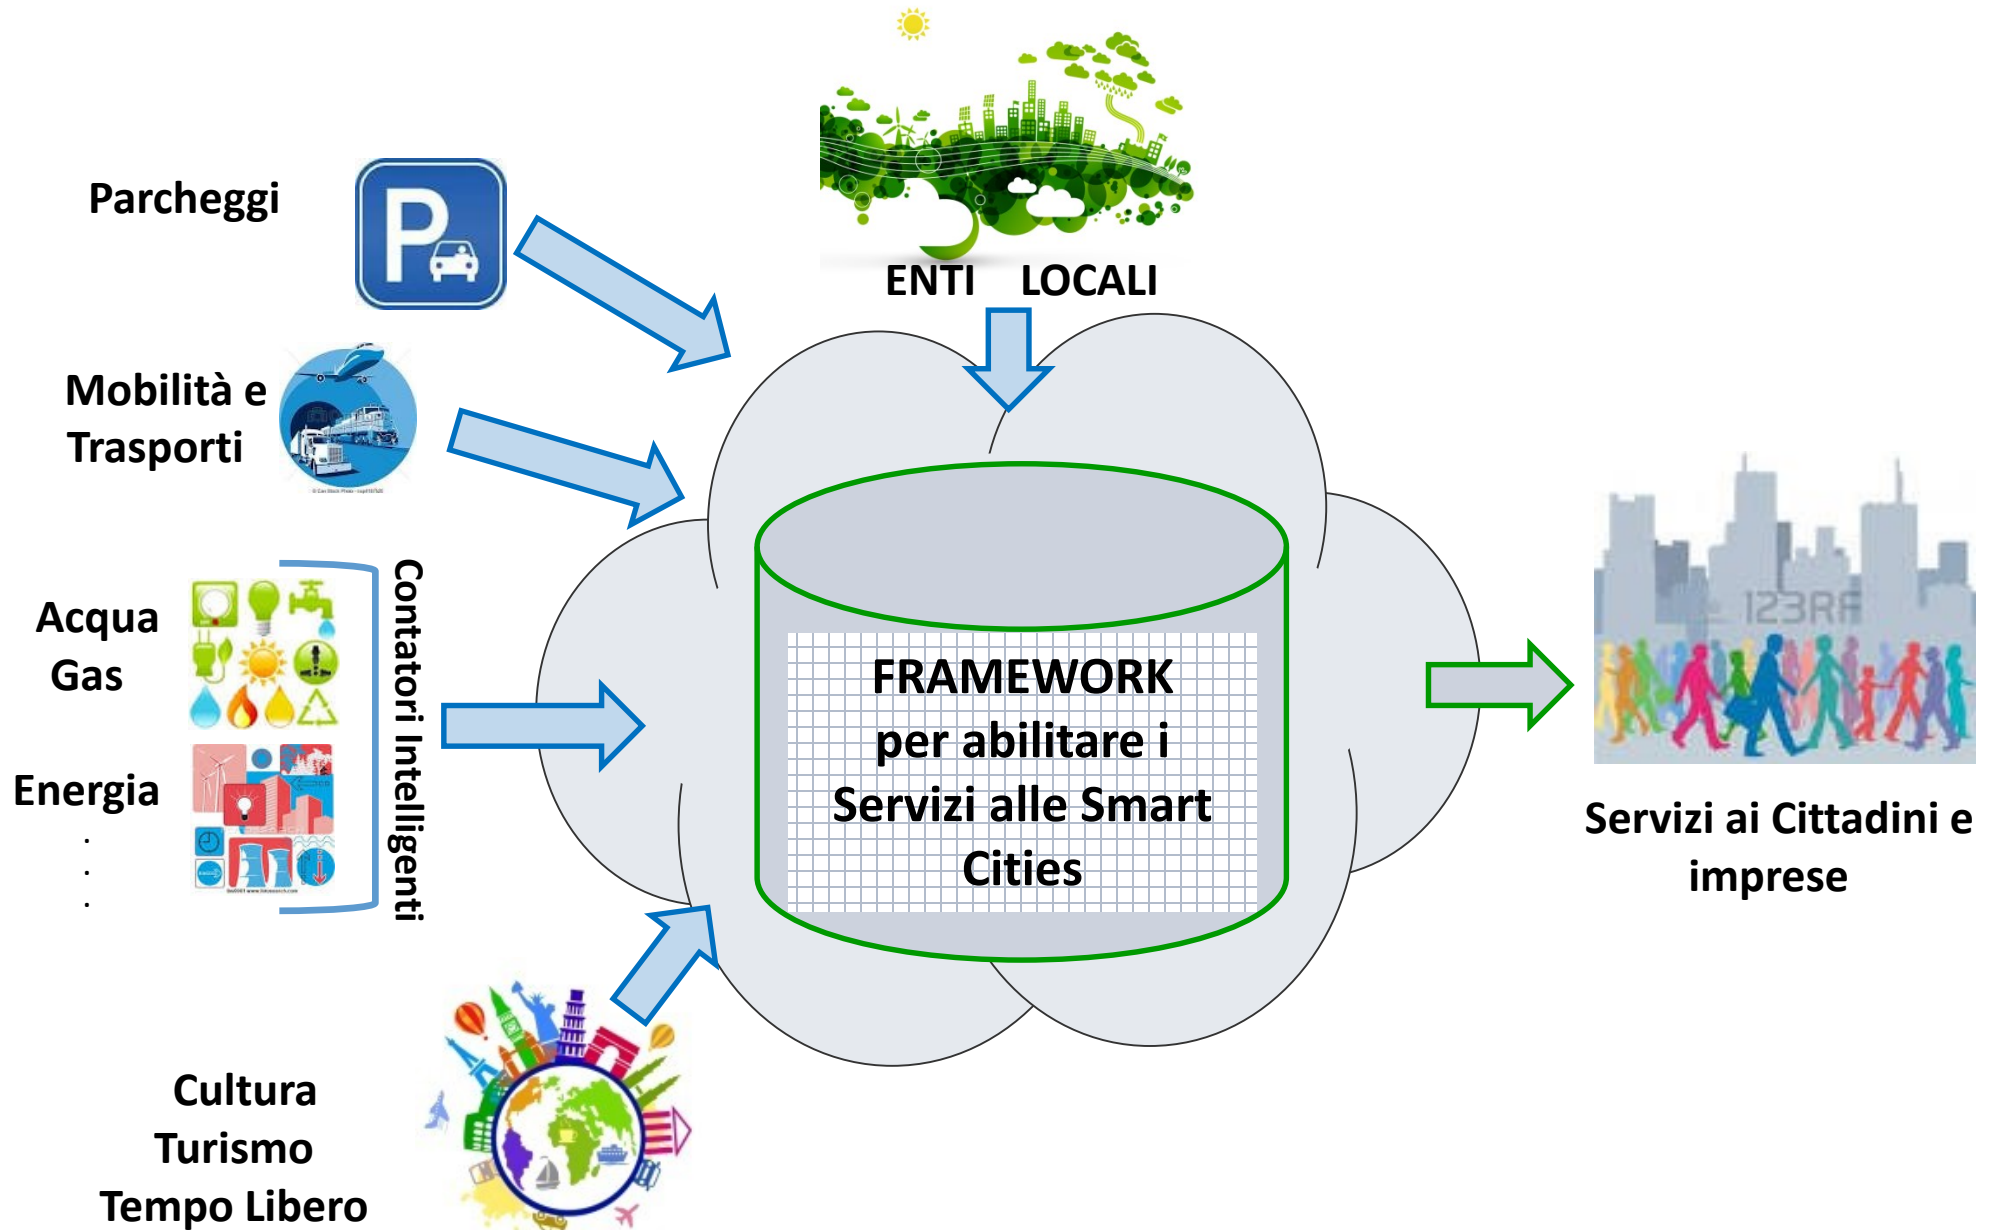 ENTI LOCALI
Parcheggi
P
Mobilità e
Trasporti
Acqua
Gas
Energia
.
.
.
Contatori Intelligenti
Cultura
Turismo
Tempo Libero
FRAMEWORK
per abilitare i
Servizi alle Smart
Cities
123RF
Servizi ai Cittadini e
imprese